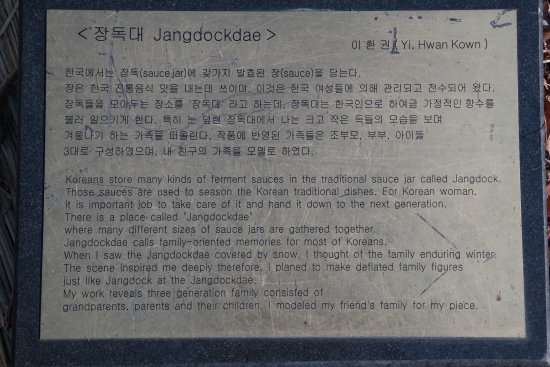 < 장독대 Jangdockdae >
이 환 권 ( Yi, Hwan Kown )
한국에서는 장독(sauce jar)에 갖가지 발효된 장(sauce)을 담는다.
장은 한국 전통음식 맛을 내는데 쓰이며, 이것은 한국 여성들에 의해 관리되고 전수되어 왔다.
장독들을 모아두는 장소를 '장독대' 라고 하는데, 장독대는 한국인으로 하여금 가정적인 향수를
불러 일으키게 한다. 특히 눈 덮현 장독대에서 나는 크고 작은 독들의 모습을 보며
겨울나기 하는 가족을 떠올린다. 작품에 반영된 가족들은 조부모, 부부, 아이들
3대로 구성하였으며, 내 친구의 가족을 모델로 하였다.
Koreans store many kinds of ferment sauces in the traditional sauce jar called Jangdock.
Those sauces are used to season the Korean traditional dishes. For Korean woman,
It is important job to take care of it and hand it down to the next generation.
There is a place called 'Jangdockdae'
where many different sizes of sauce jars are gathered together.
Jangdockdae calls family-oriented memories for most of Koreans.
When I saw the Jangdockdae covered by snow, I thought of the family enduring winter.
The scene inspired me deeply therefore, I planed to make deflated family figures
just like Jangdock at the Jangdockdae.
My work reveals three generation family consisted of
grandparents, parents and their children. I modeled my friend's family for my piece.